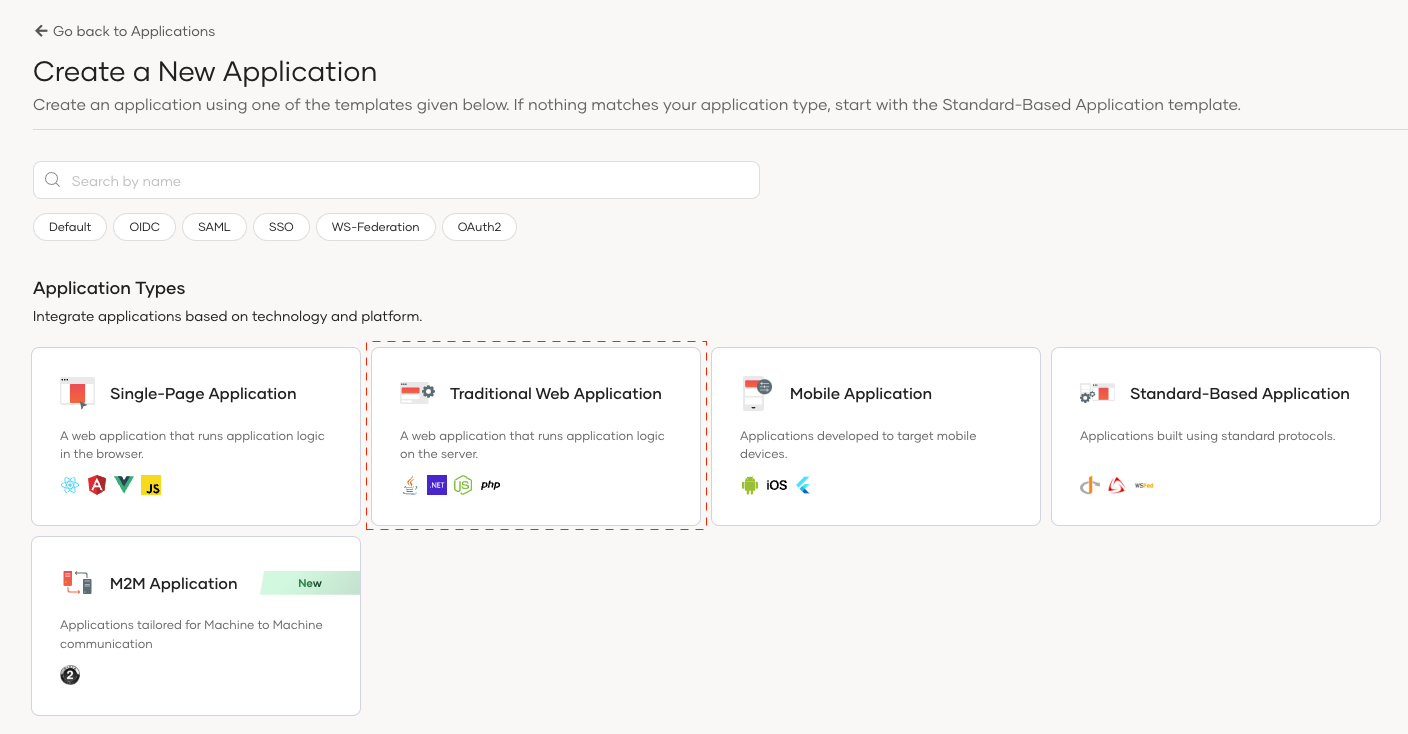 Go back to Applications
Create a New Application
Create an application using one of the templates given below. If nothing matches your application type, start with the Standard-Based Application template.
Search by name
Default
OIDC
SAML
SSO
WS-Federation
OAuth2
Application Types
Integrate applications based on technology and platform.
Single-Page Application
A web application that runs application logic
in the browser.
JS
Traditional Web Application
A web application that runs application logic
on the server.
.NET
JS
php
Mobile Application
Applications developed to target mobile
devices.
iOS
Standard-Based Application
Applications built using standard protocols.
WSFed
M2M Application
New
Applications tailored for Machine to Machine
communication
2